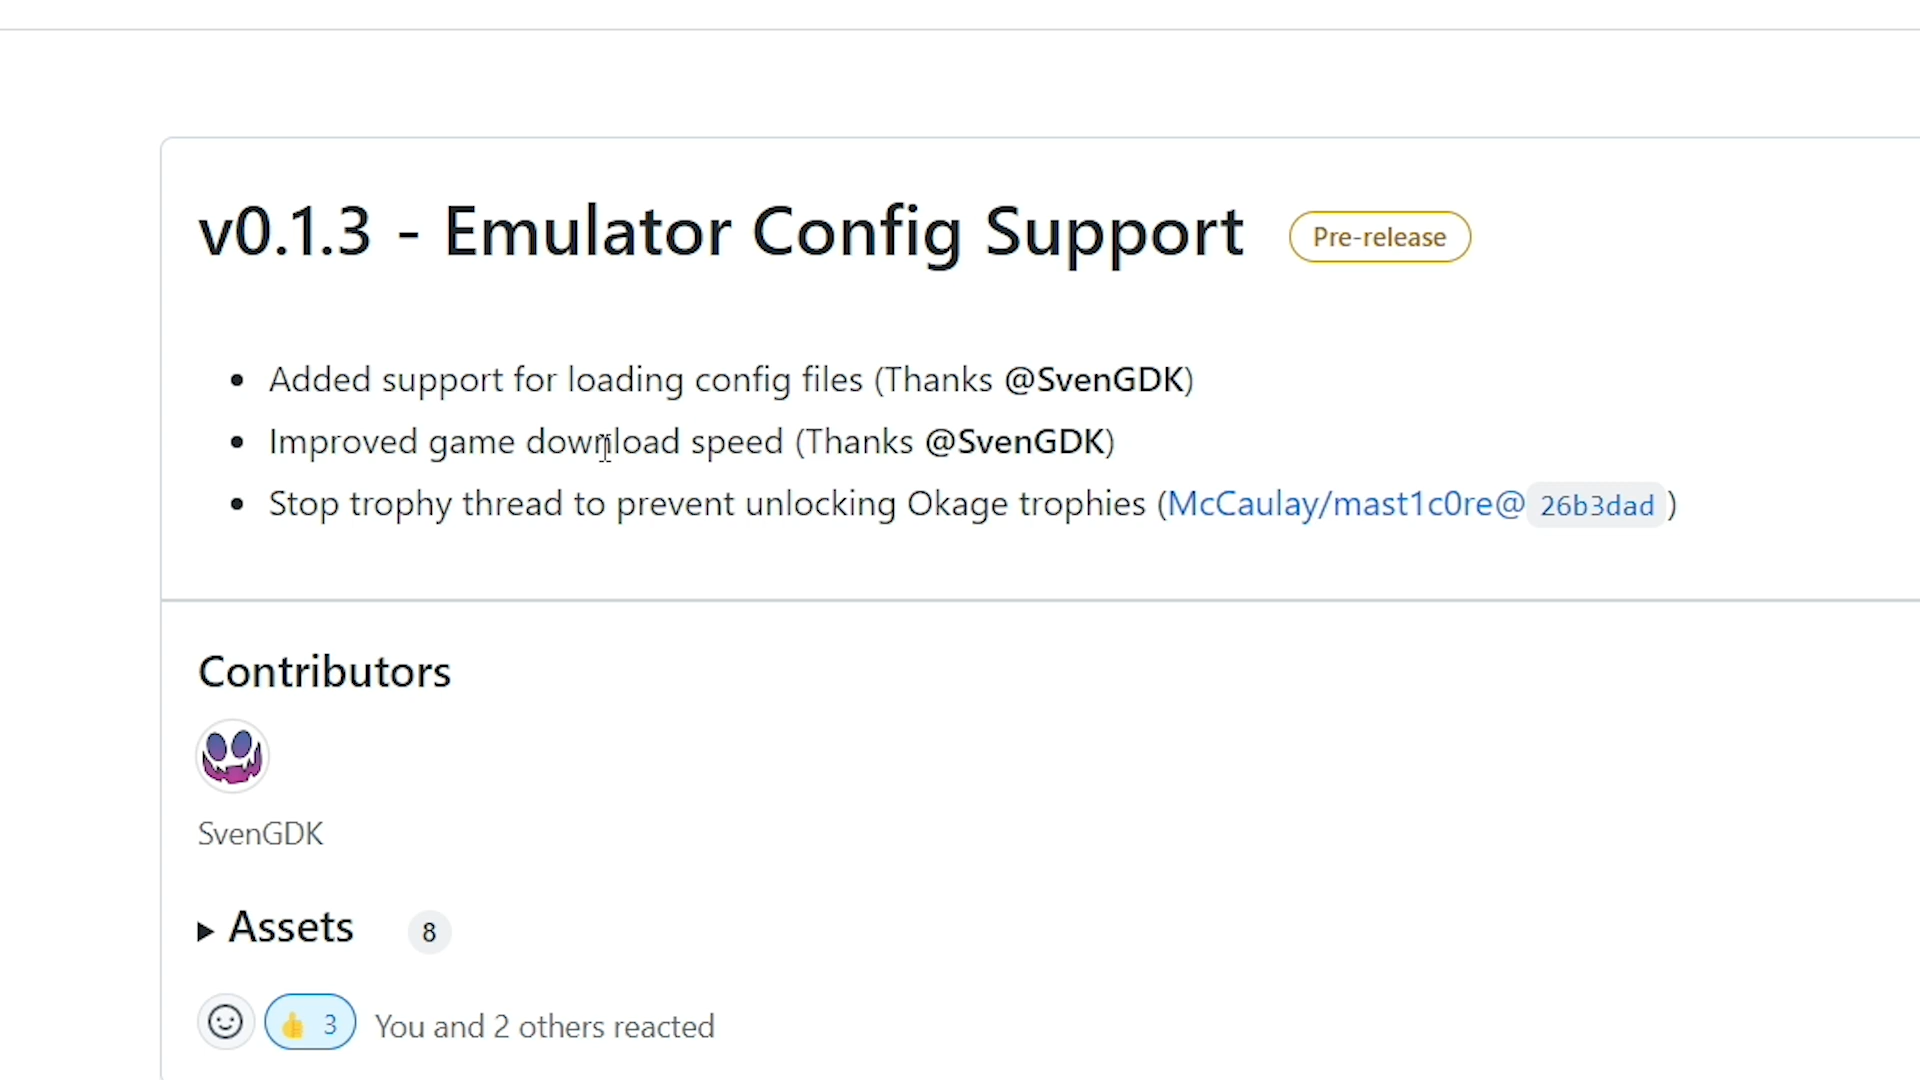 v0.1.3 - Emulator Config Support Pre-release
Added support for loading config files (Thanks @SvenGDK)
Improved game download speed (Thanks @SvenGDK)
Stop trophy thread to prevent unlocking Okage trophies (McCaulay/mast1c0re@26b3dad)
Contributors
SvenGDK
Assets 8
3 You and 2 others reacted